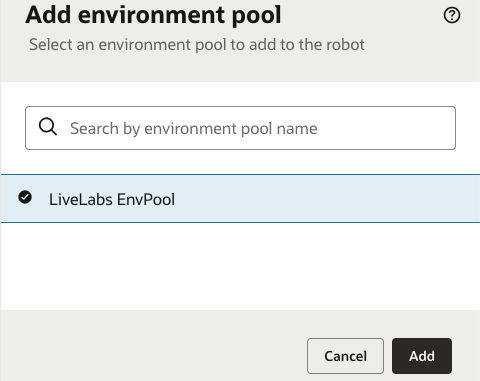 Add environment pool
Select an environment pool to add to the robot
Search by environment pool name
LiveLabs EnvPool
Cancel Add